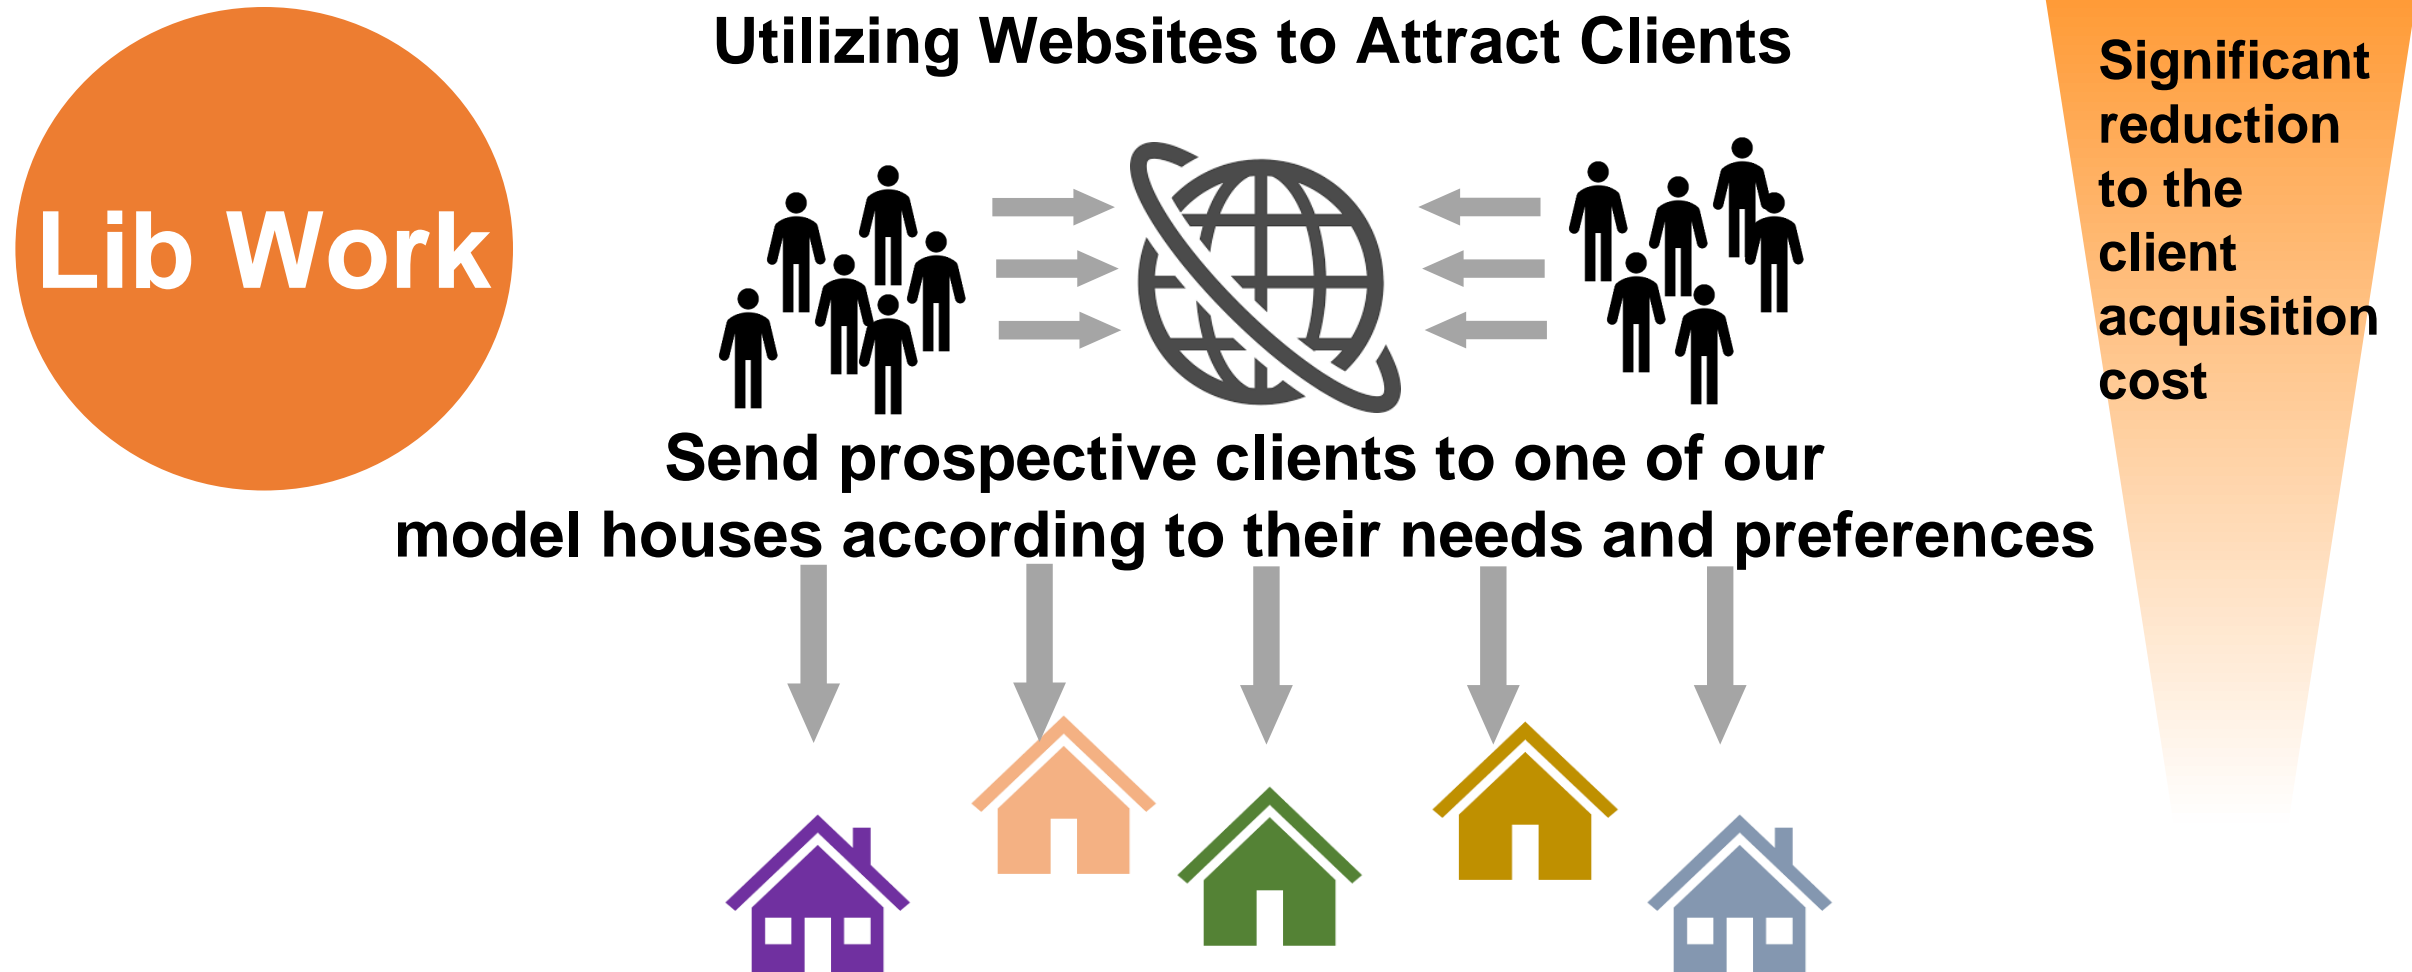 Utilizing Websites to Attract Clients
Lib Work
Send prospective clients to one of our
model houses according to their needs and preferences
Significant
reduction
to the
client
acquisition
cost